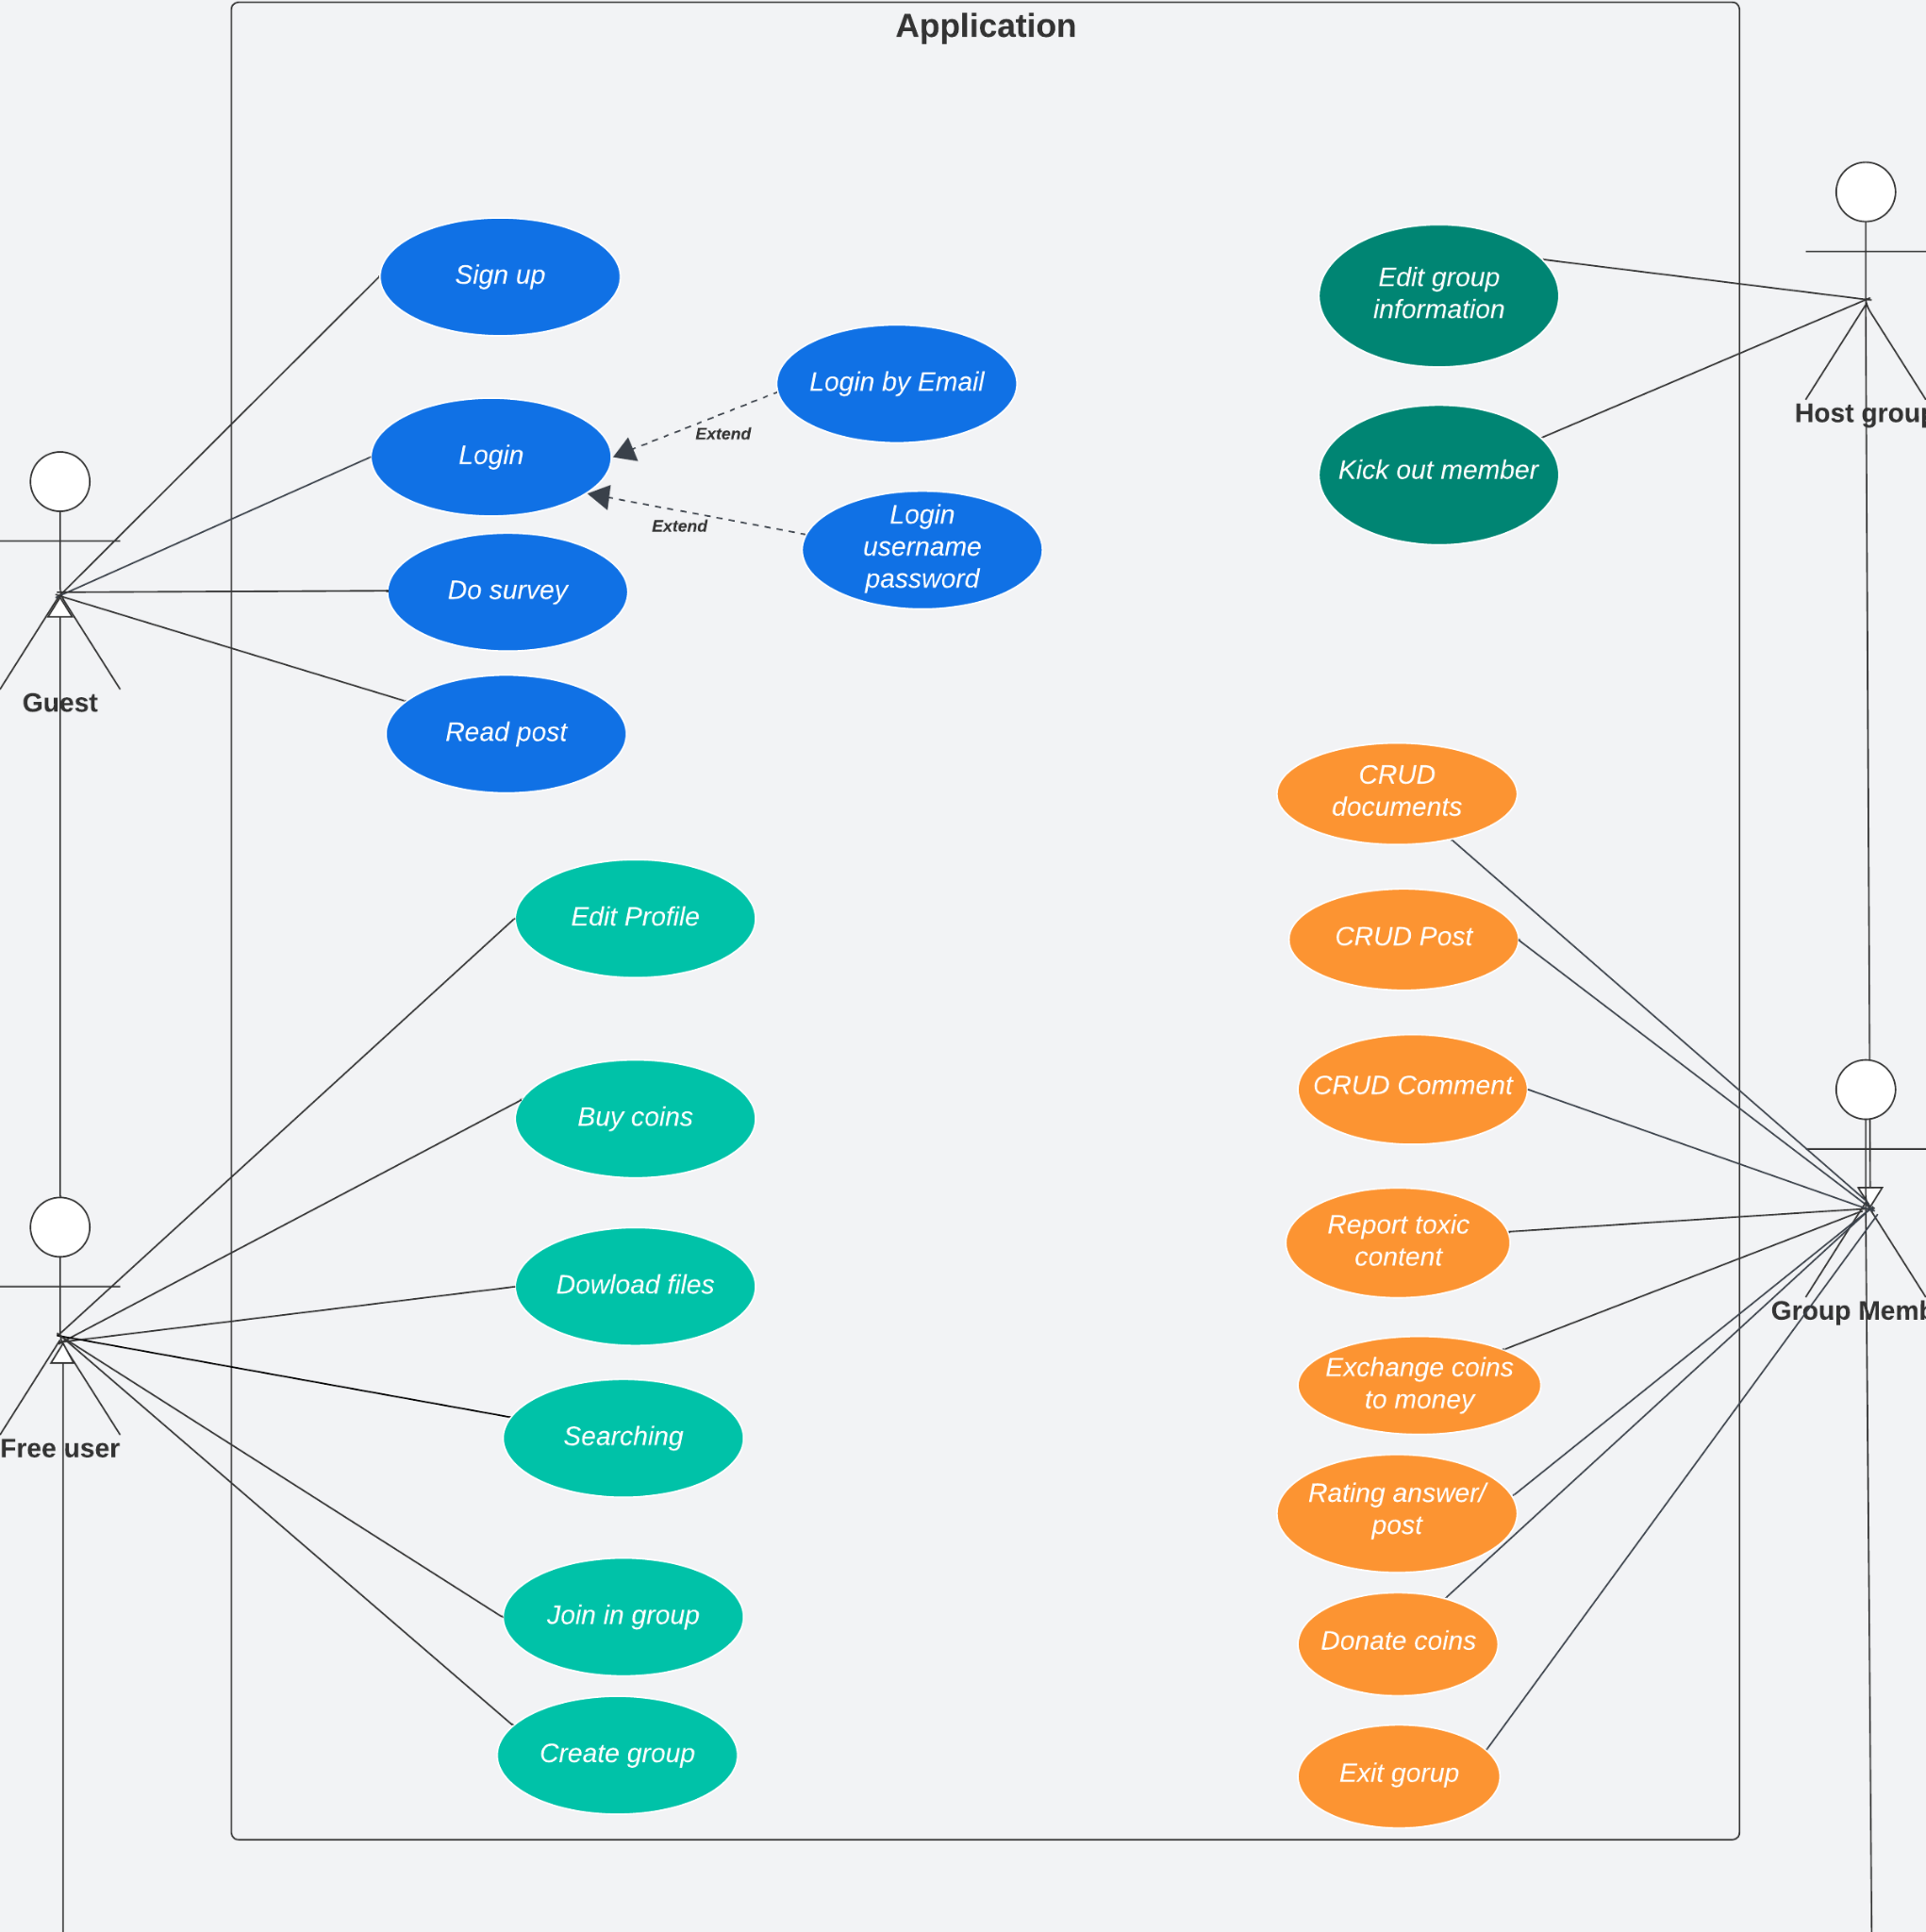 Application
Sign up
Login by Email
Extend
Login
Extend
Login
username
password
Do survey
Read post
Guest
Edit group
information
Kick out member
Host group
Edit Profile
Buy coins
Dowload files
Searching
Join in group
Create group
Free user
CRUD
documents
CRUD Post
CRUD Comment
Report toxic
content
Exchange coins
to money
Rating answer/
post
Donate coins
Exit gorup
Group Memb